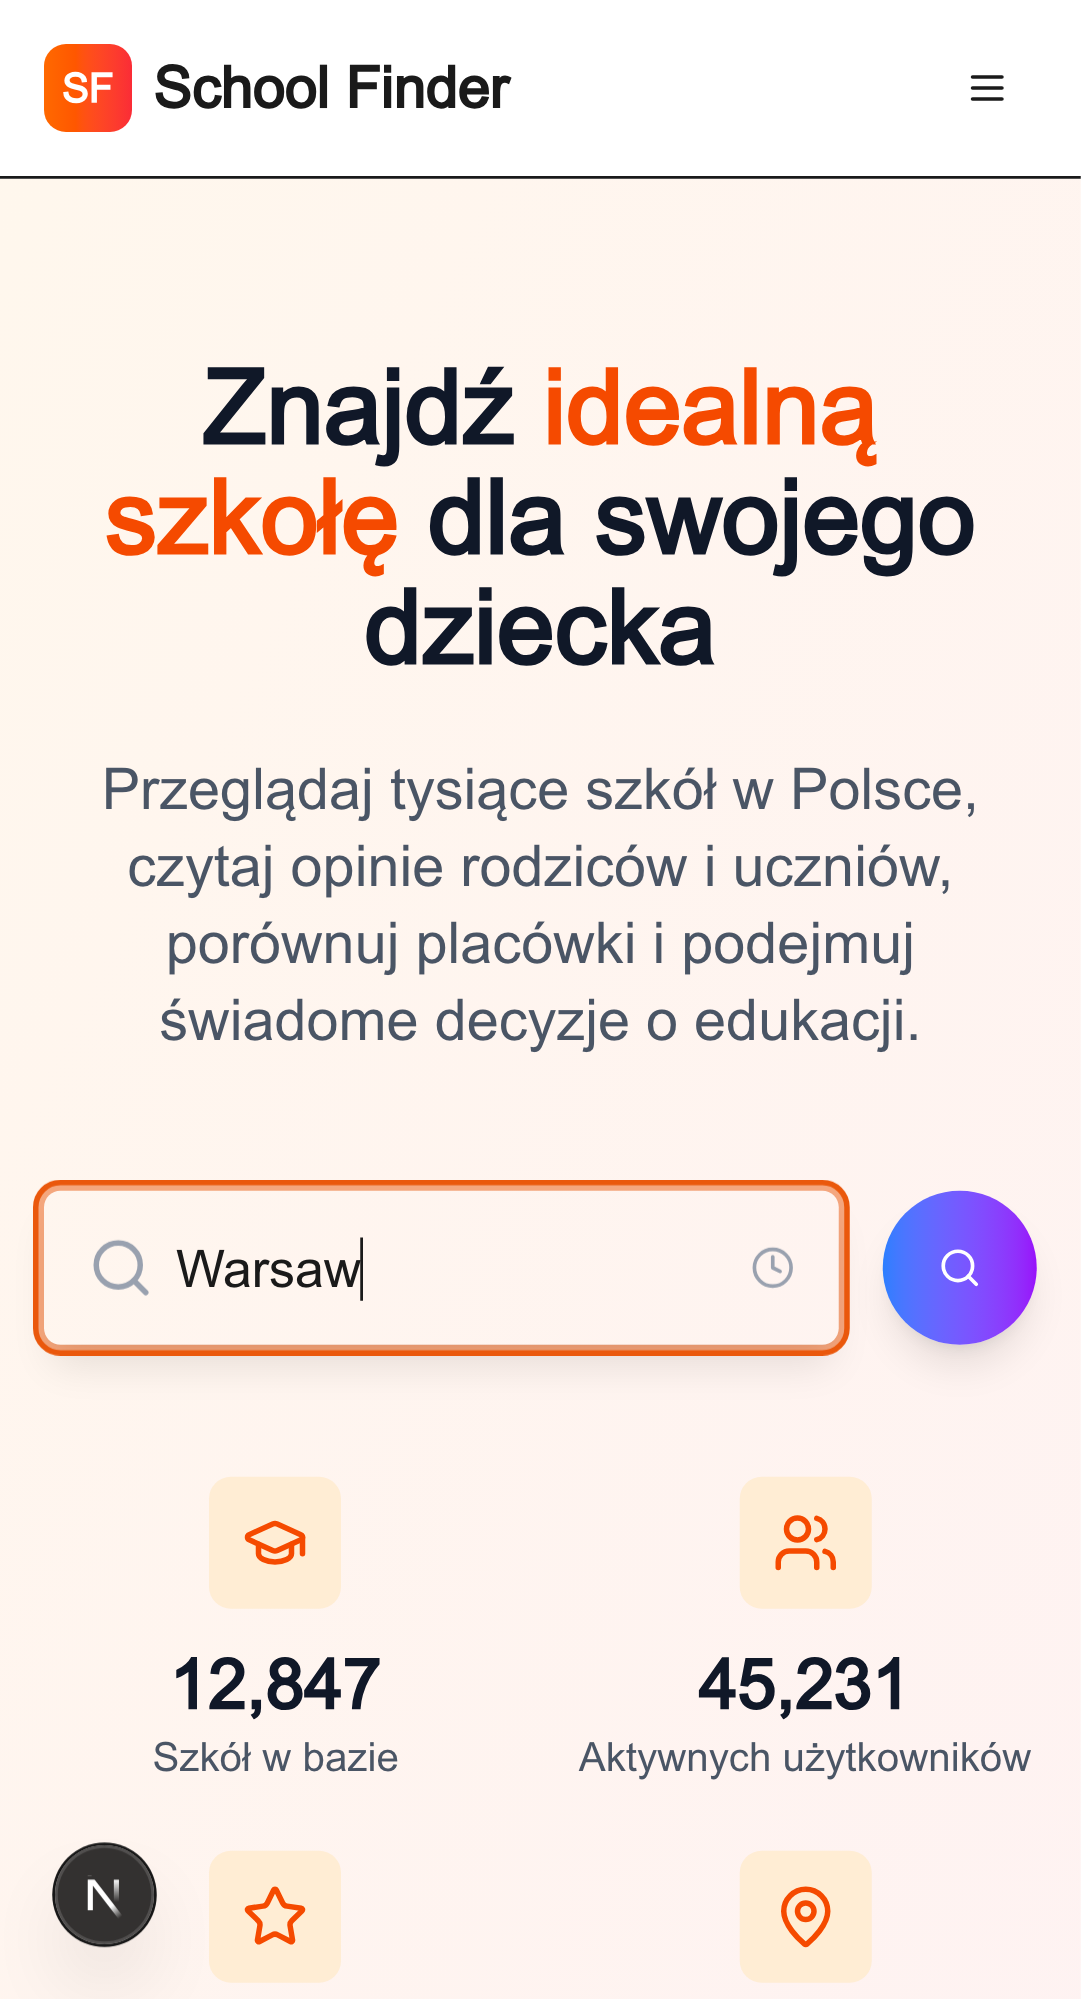 SF School Finder
Znajdź idealną
szkołę dla swojego
dziecka
Przeglądaj tysiące szkół w Polsce,
czytaj opinie rodziców i uczniów,
porównuj placówki i podejmuj
świadome decyzje o edukacji.
Warsaw
12,847
Szkół w bazie
45,231
Aktywnych użytkowników
N